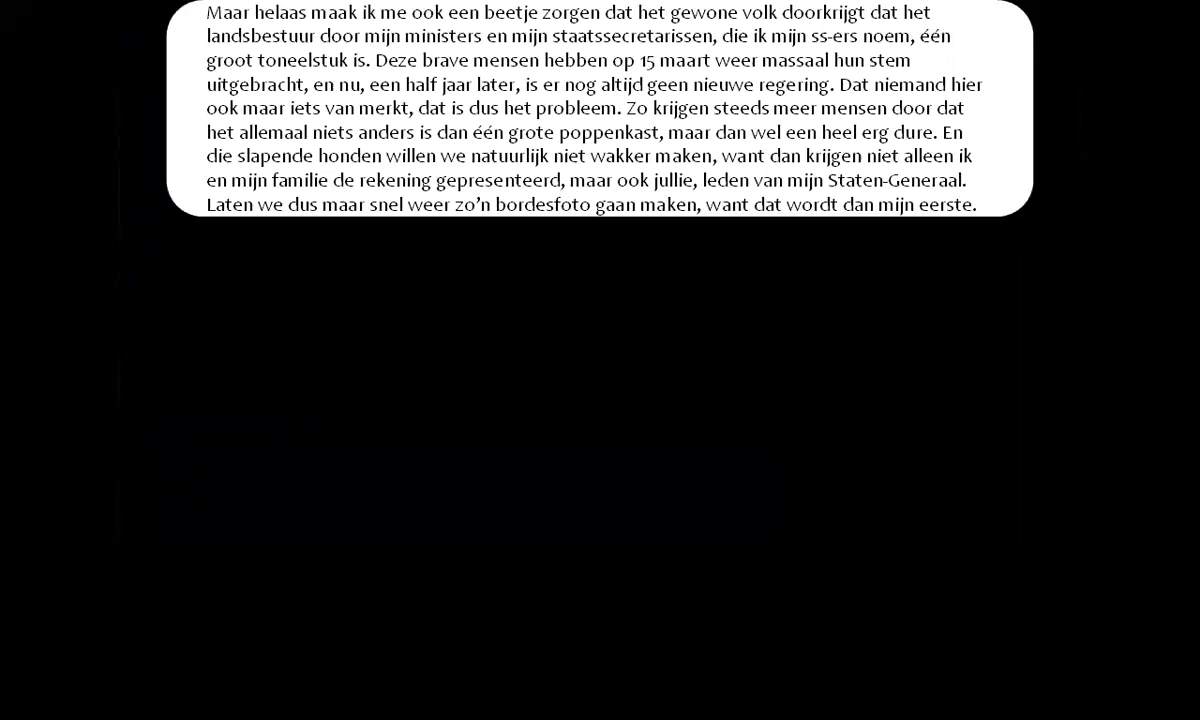 Maar helaas maak ik me ook een beetje zorgen dat het gewone volk doorkrijgt dat het
landsbestuur door mijn ministers en mijn staatssecretarissen, die ik mijn ss-ers noem, één
groot toneelstuk is. Deze brave mensen hebben op 15 maart weer massaal hun stem
uitgebracht, en nu, een half jaar later, is er nog altijd geen nieuwe regering. Dat niemand hier
ook maar iets van merkt, dat is dus het probleem. Zo krijgen steeds meer mensen door dat
het allemaal niets anders is dan één grote poppenkast, maar dan wel een heel erg dure. En
die slapende honden willen we natuurlijk niet wakker maken, want dan krijgen niet alleen ik
en mijn familie de rekening gepresenteerd, maar ook jullie, leden van mijn Staten-Generaal.
Laten we dus maar snel weer zo’n bordesfoto gaan maken, want dat wordt dan mijn eerste.